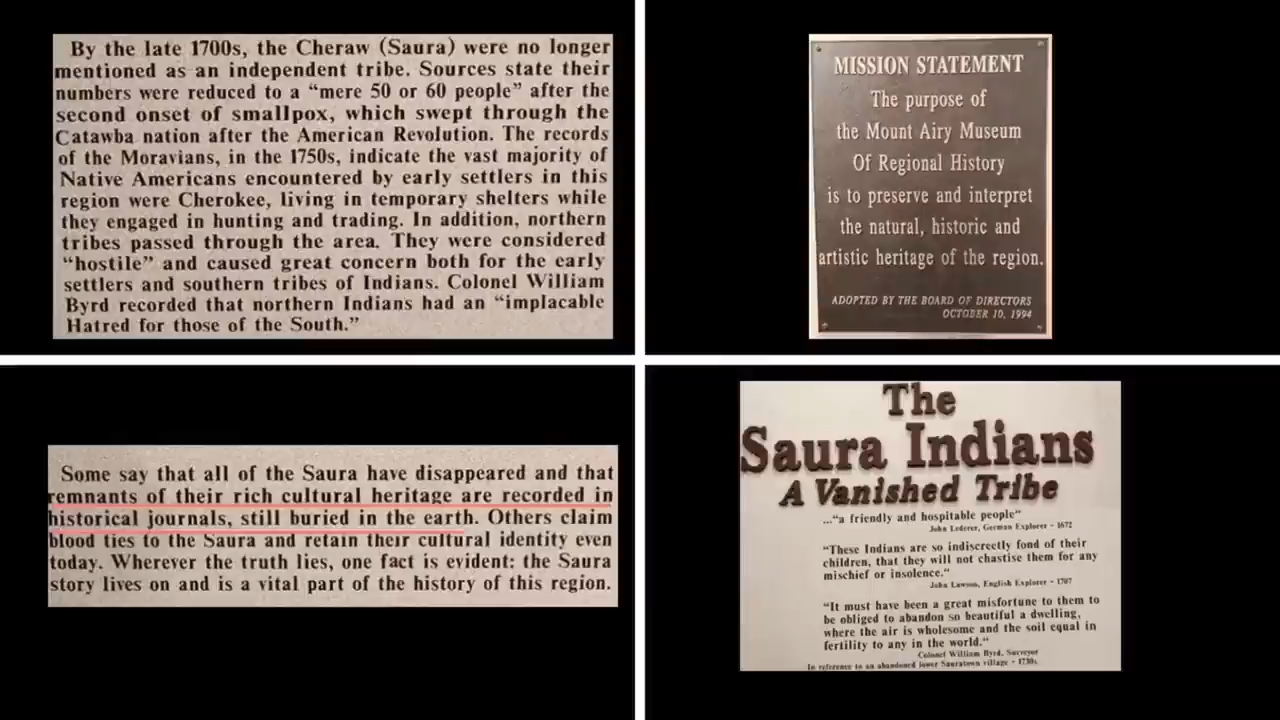 By the late 1700s, the Cheraw (Saura) were no longer
mentioned as an independent tribe. Sources state their
numbers were reduced to a “mere 50 or 60 people” after the
second onset of smallpox, which swept through the
Catawba nation after the American Revolution. The records
of the Moravians, in the 1750s, indicate the vast majority of
Native Americans encountered by early settlers in this
region were Cherokee, living in temporary shelters while
they engaged in hunting and trading. In addition, northern
tribes passed through the area. They were considered
“hostile” and caused great concern both for the early
settlers and southern tribes of Indians. Colonel William
Byrd recorded that northern Indians had an “implacable
Hatred for those of the South.”
MISSION STATEMENT
The purpose of
the Mount Airy Museum
Of Regional History
is to preserve and interpret
the natural, historic and
artistic heritage of the region.
ADOPTED BY THE BOARD OF DIRECTORS
OCTOBER 10, 1994
Some say that all of the Saura have disappeared and that
remnants of their rich cultural heritage are recorded in
historical journals, still buried in the earth. Others claim
blood ties to the Saura and retain their cultural identity even
today. Wherever the truth lies, one fact is evident: the Saura
story lives on and is a vital part of the history of this region.
The
Saura Indians
A Vanished Tribe
...“a friendly and hospitable people”
John Lederer, German Explorer - 1672
“These Indians are so indiscreetly fond of their
children, that they will not chastise them for any
mischief or insolence.“
John Lawson, English Explorer - 1707
“It must have been a great misfortune to them to
be obliged to abandon so beautiful a dwelling,
where the air is wholesome and the soil equal in
fertility to any in the world.”
Colonel William Byrd, Surveyor
In reference to an abandoned lower Sauratown village - 1730s